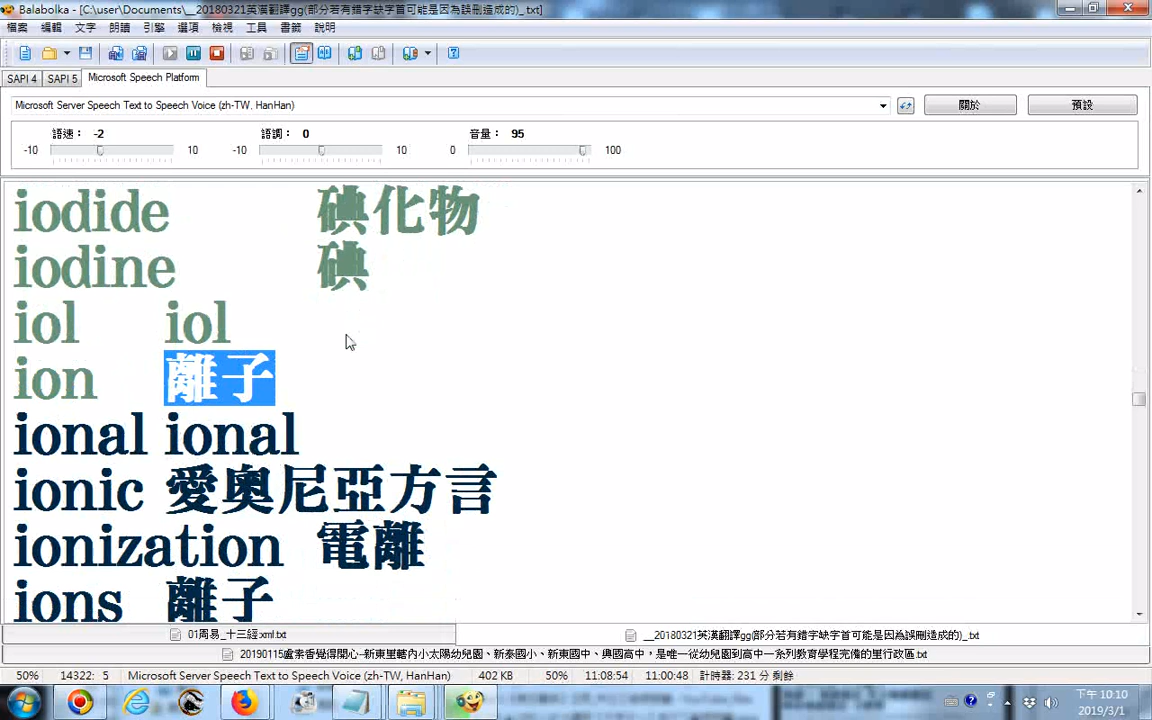 Balabolka - [C:\user\Documents\__20180321英漢翻譯gg(部分若有錯字缺字首可能是因為誤刪造成的)_.txt]
檔案 編輯 文字 朗讀 引擎 選項 檢視 工具 書籤 說明
SAPI 4 SAPI 5 Microsoft Speech Platform
Microsoft Server Speech Text to Speech Voice (zh-TW, HanHan) 關於 預設
語速： -2 語調： 0 音量： 95
-10 10 -10 10 0 100
iodide 碘化物
iodine 碘
iol iol
ion 離子
ional ional
ionic 愛奧尼亞方言
ionization 電離
ions 離子
01周易_十三經.xml.txt __20180321英漢翻譯gg(部分若有錯字缺字首可能是因為誤刪造成的)_.txt
20190115盧素香覺得開心~新東里轄內小太陽幼兒園、新泰國小、新東國中、興國高中，是唯一從幼兒園到高中一系列教育學程完備的里行政區.txt
50% 14322: 5 Microsoft Server Speech Text to Speech Voice (zh-TW, HanHan) 402 KB 50% 11:08:54 11:00:48 計時器: 231 分 剩餘
下午 10:10
2019/3/1